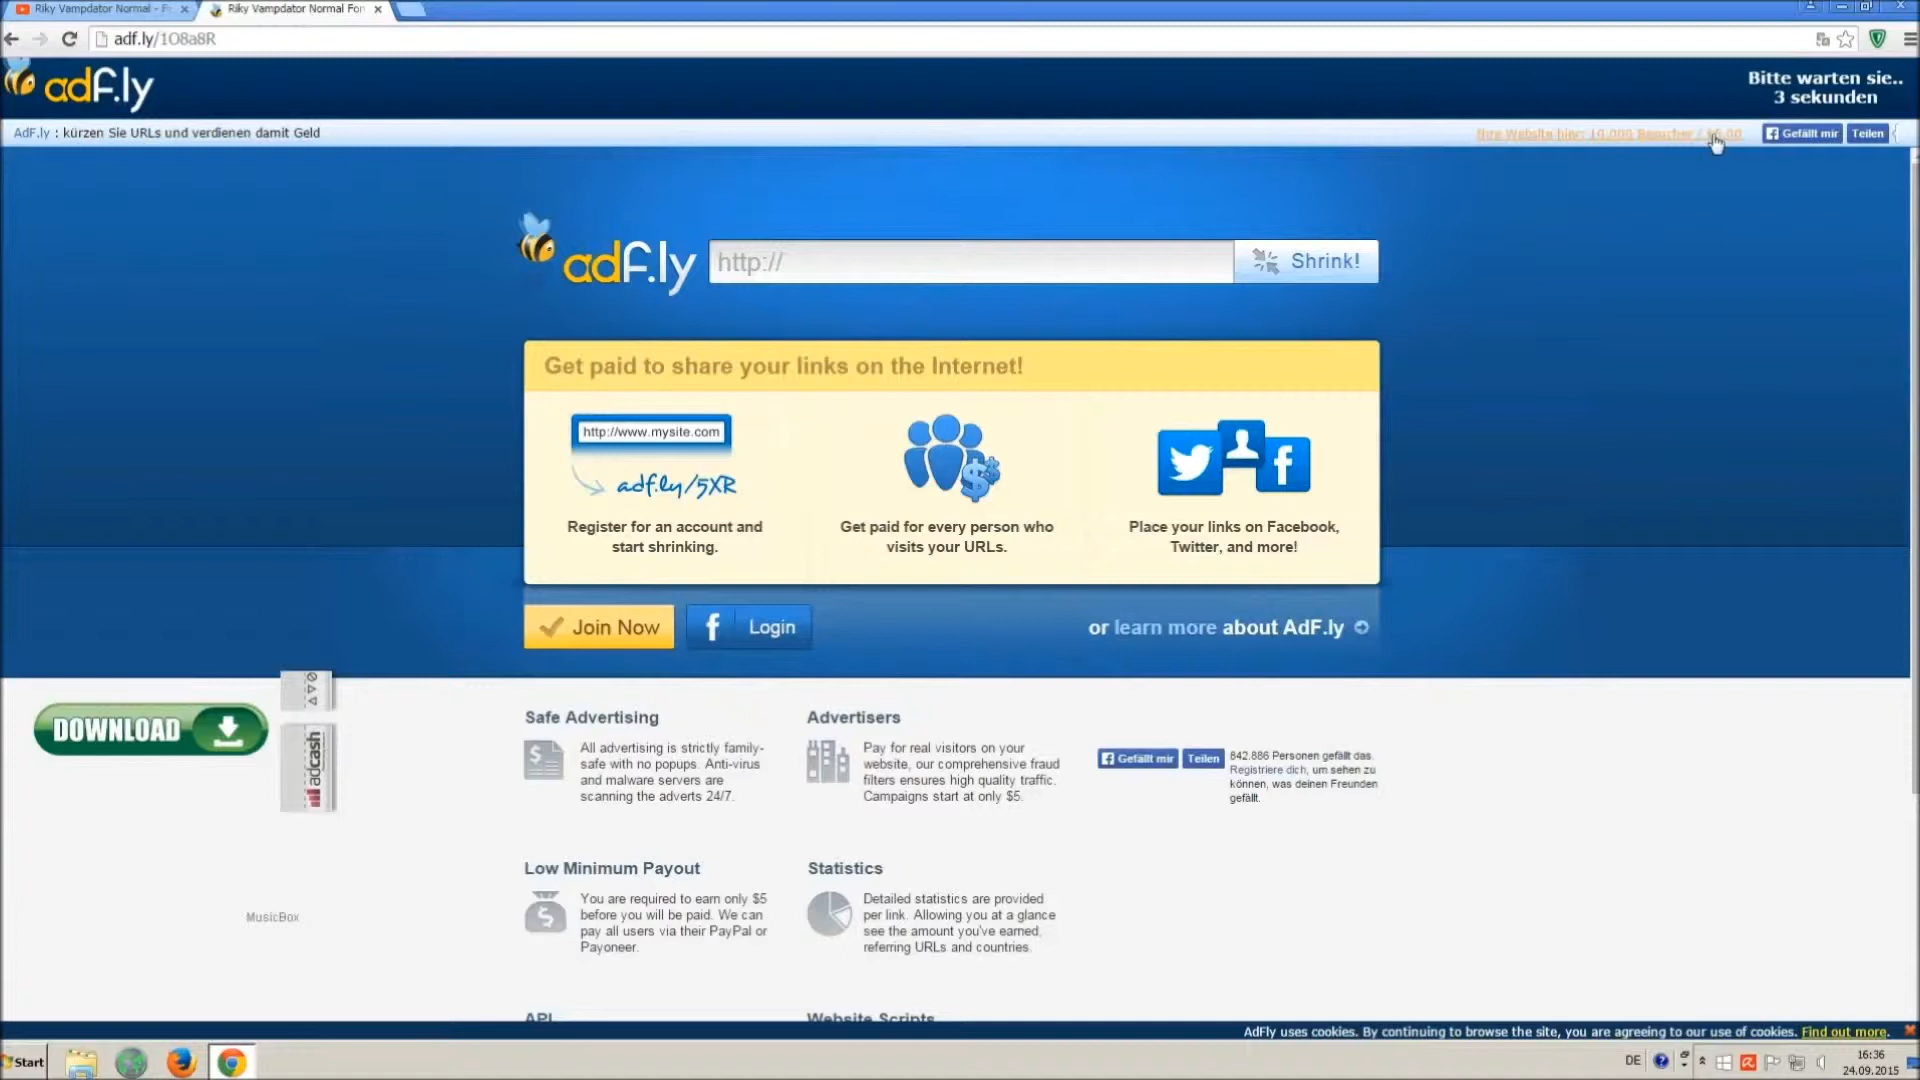 Riky Vampdator Normal - F
Riky Vampdator Normal For
adf.ly/1O8a8R
adf.ly
Bitte warten sie..
3 sekunden
AdF.ly : kürzen Sie URLs und verdienen damit Geld
Ihre Website hier: 10.000 Besucher /
Gefällt mir
Teilen
adf.ly
http://
Shrink!
Get paid to share your links on the Internet!
http://www.mysite.com
adf.ly/5XR
Register for an account and
start shrinking.
Get paid for every person who
visits your URLs.
Place your links on Facebook,
Twitter, and more!
Join Now
Login
or learn more about AdF.ly
DOWNLOAD
adcash
Safe Advertising
All advertising is strictly family-
safe with no popups. Anti-virus
and malware servers are
scanning the adverts 24/7.
Advertisers
Pay for real visitors on your
website, our comprehensive fraud
filters ensures high quality traffic.
Campaigns start at only $5.
Gefällt mir
Teilen
842.886 Personen gefällt das.
Registriere dich, um sehen zu
können, was deinen Freunden
gefällt.
Low Minimum Payout
You are required to earn only $5
before you will be paid. We can
pay all users via their PayPal or
Payoneer.
Statistics
Detailed statistics are provided
per link. Allowing you at a glance
see the amount you've earned,
referring URLs and countries.
MusicBox
API
Website Scripts
AdFly uses cookies. By continuing to browse the site, you are agreeing to our use of cookies. Find out more.
Start
DE
16:36
24.09.2015